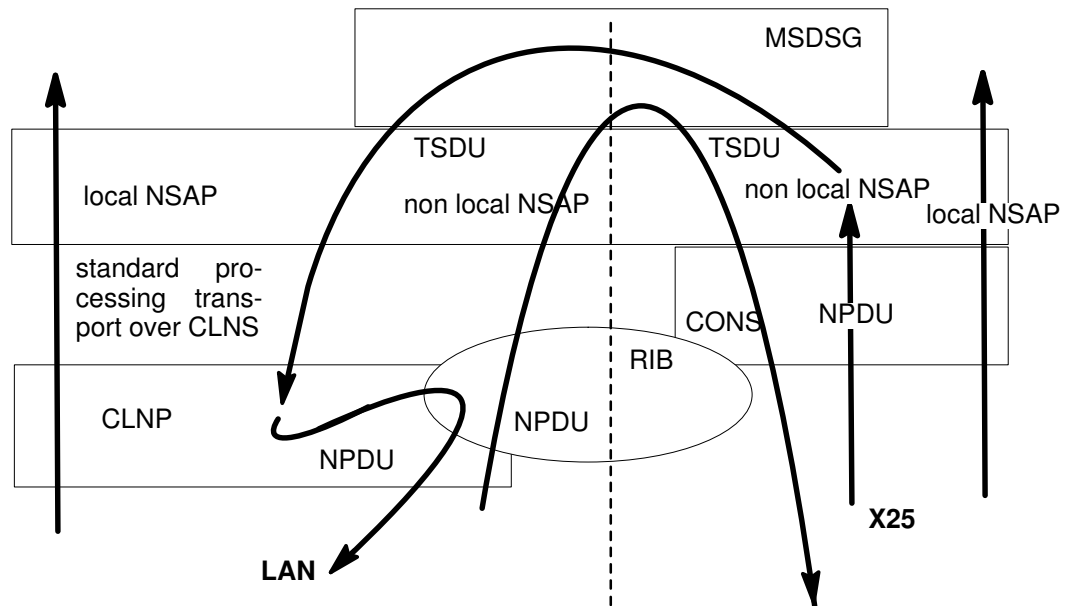 MSDSG
TSDU
TSDU
local NSAP
non local NSAP
non local NSAP
local NSAP
standard pro-
cessing trans-
port over CLNS
CONS
NPDU
RIB
CLNP
NPDU
NPDU
X25
LAN